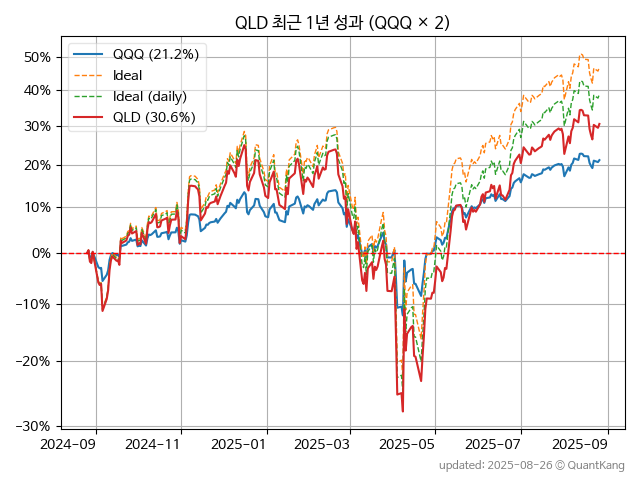 QLD 최근 1년 성과 (QQQ × 2)
QQQ (21.2%)
Ideal
Ideal (daily)
QLD (30.6%)
50%
40%
30%
20%
10%
0%
−10%
−20%
−30%
2024−09 2024−11 2025−01 2025−03 2025−05 2025−07 2025−09
updated: 2025-08-26 © QuantKang